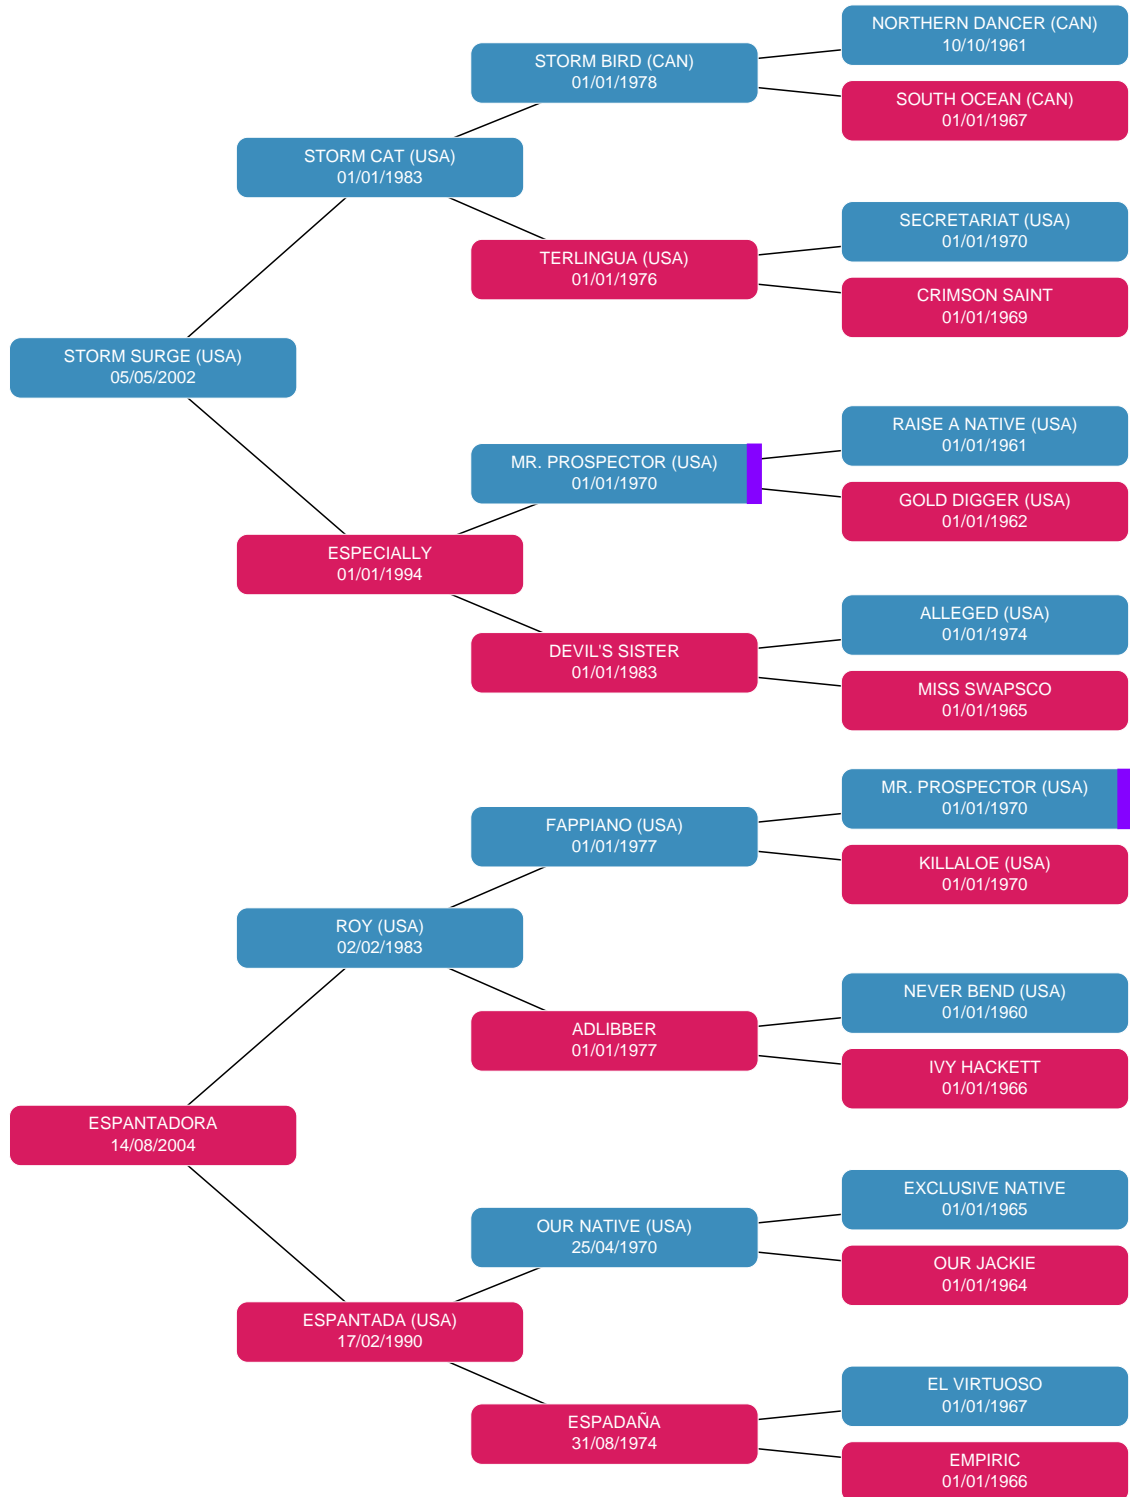 NORTHERN DANCER (CAN)
10/10/1961
STORM BIRD (CAN)
01/01/1978
SOUTH OCEAN (CAN)
01/01/1967
STORM CAT (USA)
01/01/1983
SECRETARIAT (USA)
01/01/1970
TERLINGUA (USA)
01/01/1976
CRIMSON SAINT
01/01/1969
STORM SURGE (USA)
05/05/2002
RAISE A NATIVE (USA)
01/01/1961
MR. PROSPECTOR (USA)
01/01/1970
GOLD DIGGER (USA)
01/01/1962
ESPECIALLY
01/01/1994
ALLEGED (USA)
01/01/1974
DEVIL'S SISTER
01/01/1983
MISS SWAPSCO
01/01/1965
MR. PROSPECTOR (USA)
01/01/1970
FAPPIANO (USA)
01/01/1977
KILLALOE (USA)
01/01/1970
ROY (USA)
02/02/1983
NEVER BEND (USA)
01/01/1960
ADLIBBER
01/01/1977
IVY HACKETT
01/01/1966
ESPANTADORA
14/08/2004
EXCLUSIVE NATIVE
01/01/1965
OUR NATIVE (USA)
25/04/1970
OUR JACKIE
01/01/1964
ESPANTADA (USA)
17/02/1990
EL VIRTUOSO
01/01/1967
ESPADAÑA
31/08/1974
EMPIRIC
01/01/1966